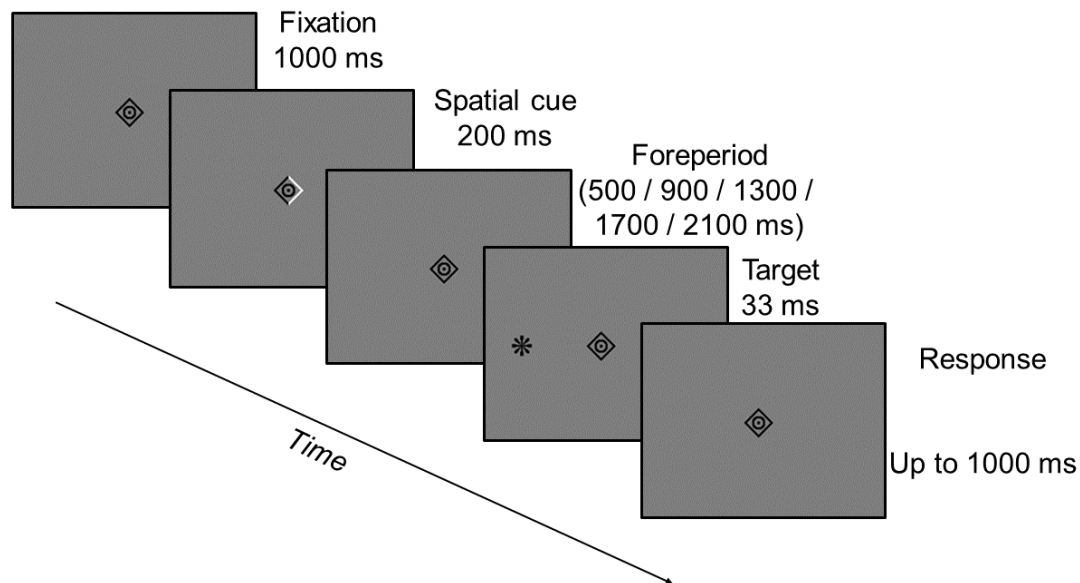 Fixation
1000 ms
Spatial cue
200 ms
Foreperiod
(500 / 900 / 1300 /
1700 / 2100 ms)
Target
33 ms
Response
Up to 1000 ms
Time